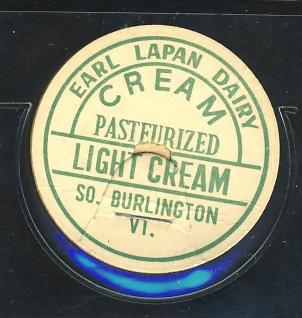 EARL LAPAN DAIRY
CREAM
PASTEURIZED
LIGHT CREAM
SO. BURLINGTON
VT.